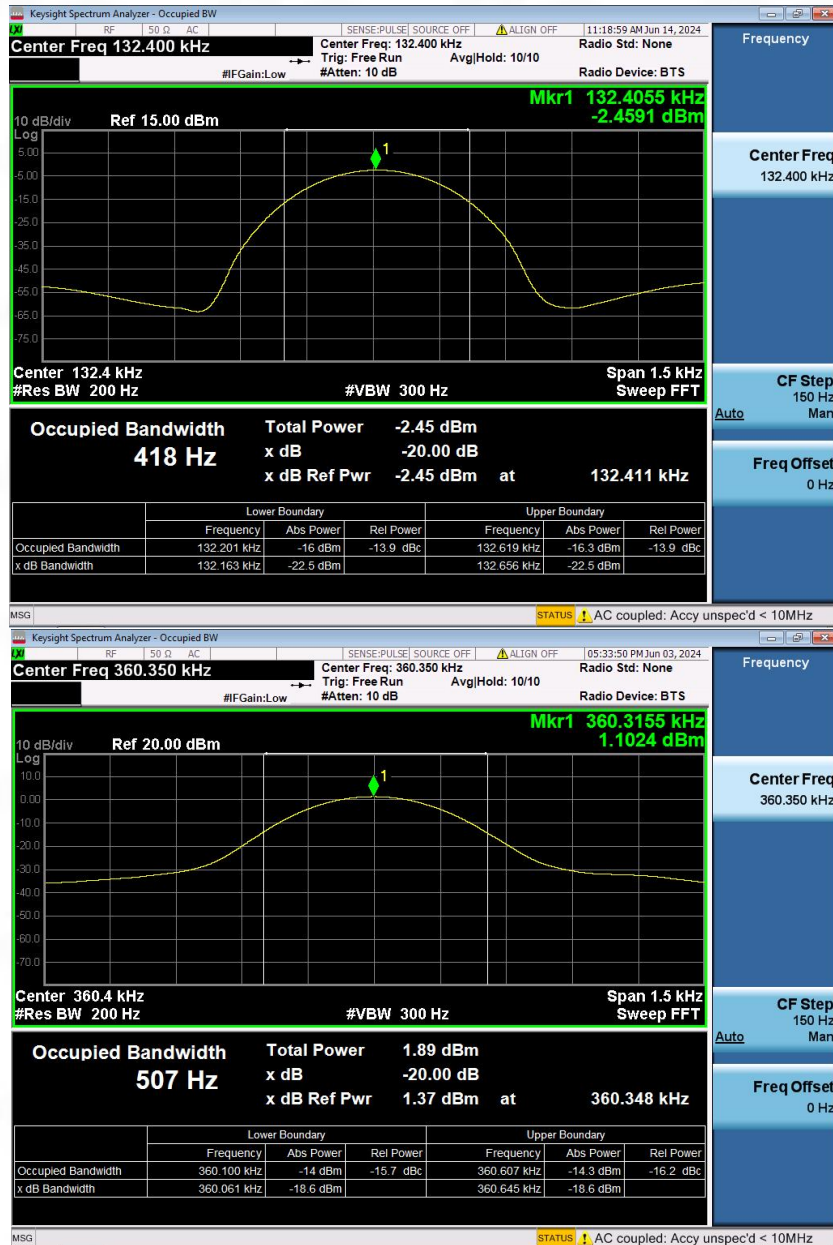 Keysight Spectrum Analyzer - Occupied BW
LXI RF 50 Ω AC SENSE:PULSE SOURCE OFF ALIGN OFF 11:18:59 AM Jun 14, 2024
Center Freq 132.400 kHz Center Freq: 132.400 kHz Radio Std: None
Trig: Free Run Avg|Hold: 10/10
#IFGain:Low #Atten: 10 dB Radio Device: BTS
Frequency
Mkr1 132.4055 kHz
10 dB/div Ref 15.00 dBm -2.4591 dBm
Log
5.00
1
-5.00
-15.0
-25.0
-35.0
-45.0
-55.0
-65.0
-75.0
Center Freq
132.400 kHz
Center 132.4 kHz Span 1.5 kHz
#Res BW 200 Hz #VBW 300 Hz Sweep FFT
CF Step
150 Hz
Auto Man
Occupied Bandwidth Total Power -2.45 dBm
418 Hz x dB -20.00 dB
x dB Ref Pwr -2.45 dBm at 132.411 kHz
Freq Offset
0 Hz
Lower Boundary Upper Boundary
Frequency Abs Power Rel Power Frequency Abs Power Rel Power
Occupied Bandwidth 132.201 kHz -16 dBm -13.9 dBc 132.619 kHz -16.3 dBm -13.9 dBc
x dB Bandwidth 132.163 kHz -22.5 dBm 132.656 kHz -22.5 dBm
MSG STATUS AC coupled: Accy unspec'd < 10MHz
Keysight Spectrum Analyzer - Occupied BW
LXI RF 50 Ω AC SENSE:PULSE SOURCE OFF ALIGN OFF 05:33:50 PM Jun 03, 2024
Center Freq 360.350 kHz Center Freq: 360.350 kHz Radio Std: None
Trig: Free Run Avg|Hold: 10/10
#IFGain:Low #Atten: 10 dB Radio Device: BTS
Frequency
Mkr1 360.3155 kHz
10 dB/div Ref 20.00 dBm 1.1024 dBm
Log
10.0
1
0.00
-10.0
-20.0
-30.0
-40.0
-50.0
-60.0
-70.0
Center Freq
360.350 kHz
Center 360.4 kHz Span 1.5 kHz
#Res BW 200 Hz #VBW 300 Hz Sweep FFT
CF Step
150 Hz
Auto Man
Occupied Bandwidth Total Power 1.89 dBm
507 Hz x dB -20.00 dB
x dB Ref Pwr 1.37 dBm at 360.348 kHz
Freq Offset
0 Hz
Lower Boundary Upper Boundary
Frequency Abs Power Rel Power Frequency Abs Power Rel Power
Occupied Bandwidth 360.100 kHz -14 dBm -15.7 dBc 360.607 kHz -14.3 dBm -16.2 dBc
x dB Bandwidth 360.061 kHz -18.6 dBm 360.645 kHz -18.6 dBm
MSG STATUS AC coupled: Accy unspec'd < 10MHz